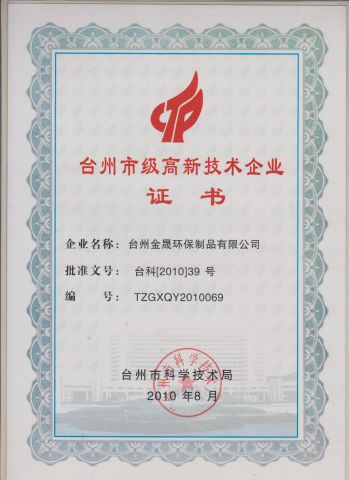 CTP
台州市级高新技术企业
证 书
企业名称：台州金晟环保制品有限公司
批准文号：台科[2010]39 号
编 号：TZGXQY2010069
台州市科学技术局
2010 年8 月